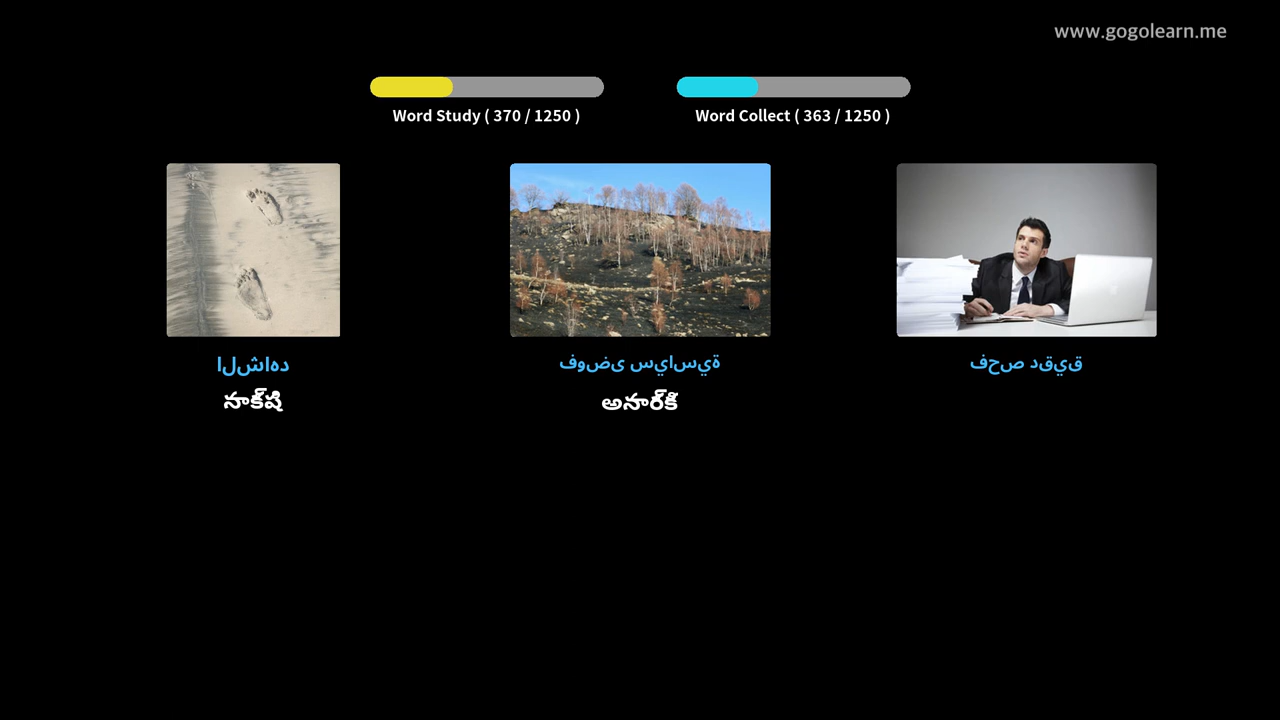 www.gogolearn.me
Word Study ( 370 / 1250 )
Word Collect ( 363 / 1250 )
الشاهد
فوضى سياسية
فحص دقيق
సాక్షి
అనార్కి